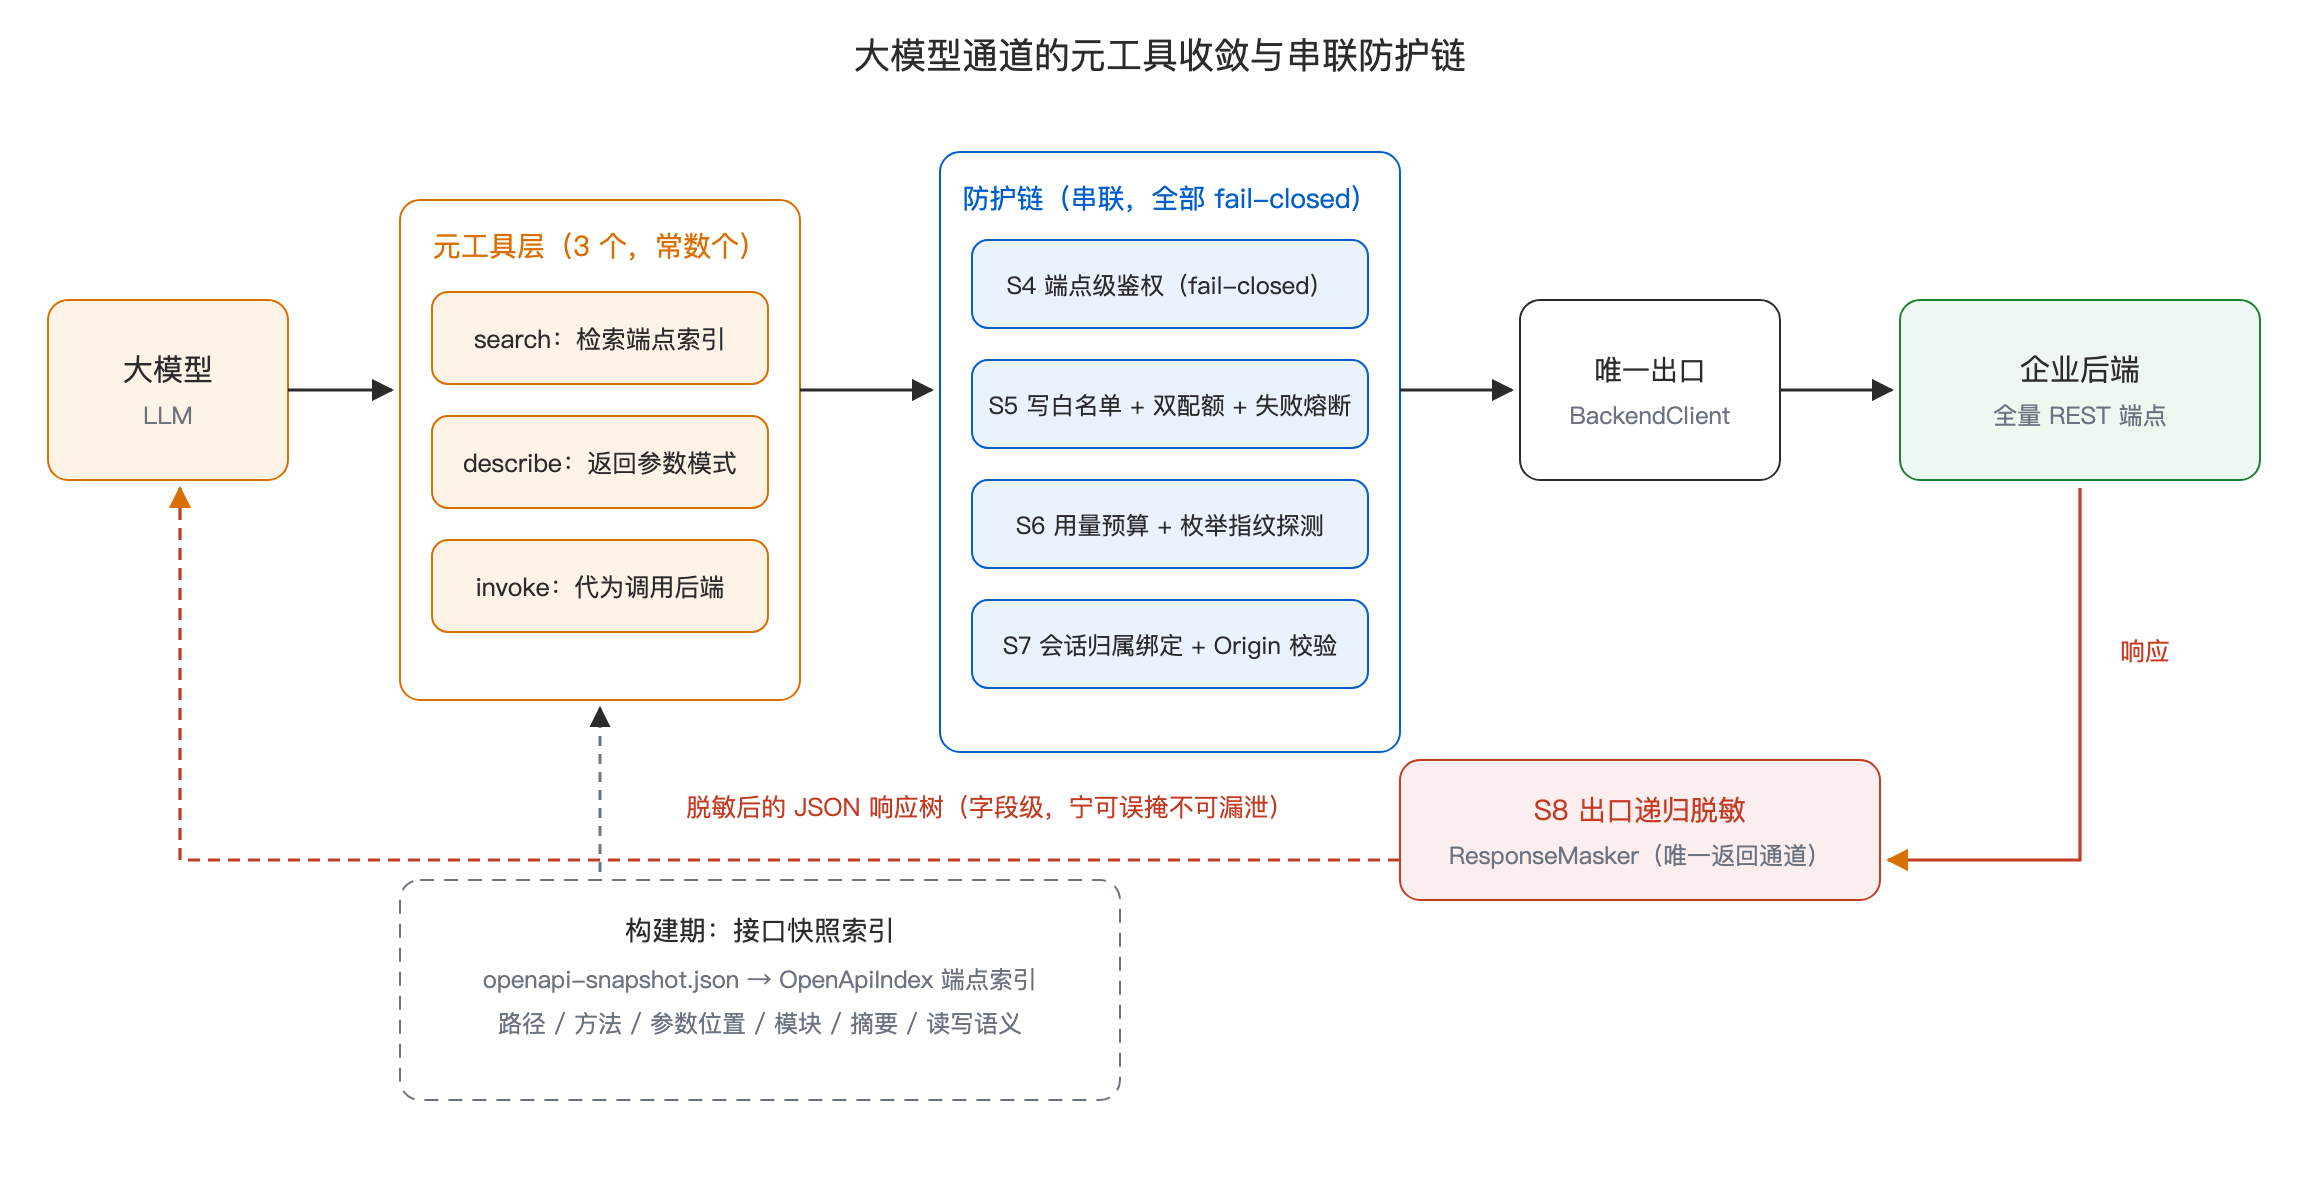 大模型通道的元工具收敛与串联防护链
大模型
LLM
元工具层（3 个，常数个）
search：检索端点索引
describe：返回参数模式
invoke：代为调用后端
防护链（串联，全部 fail-closed）
S4 端点级鉴权（fail-closed）
S5 写白名单 + 双配额 + 失败熔断
S6 用量预算 + 枚举指纹探测
S7 会话归属绑定 + Origin 校验
唯一出口
BackendClient
企业后端
全量 REST 端点
响应
S8 出口递归脱敏
ResponseMasker（唯一返回通道）
脱敏后的 JSON 响应树（字段级，宁可误掩不可漏泄）
构建期：接口快照索引
openapi-snapshot.json → OpenApiIndex 端点索引
路径 / 方法 / 参数位置 / 模块 / 摘要 / 读写语义